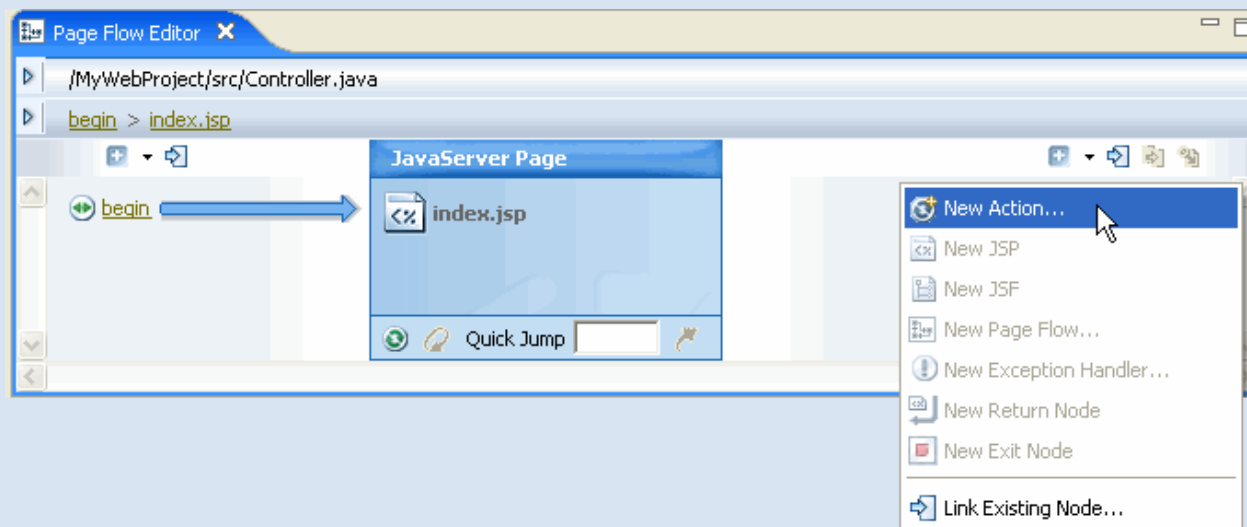 Page Flow Editor
/MyWebProject/src/Controller.java
begin > index.jsp
JavaServer Page
begin
index.jsp
Quick Jump
New Action...
New JSP
New JSF
New Page Flow...
New Exception Handler...
New Return Node
New Exit Node
Link Existing Node...